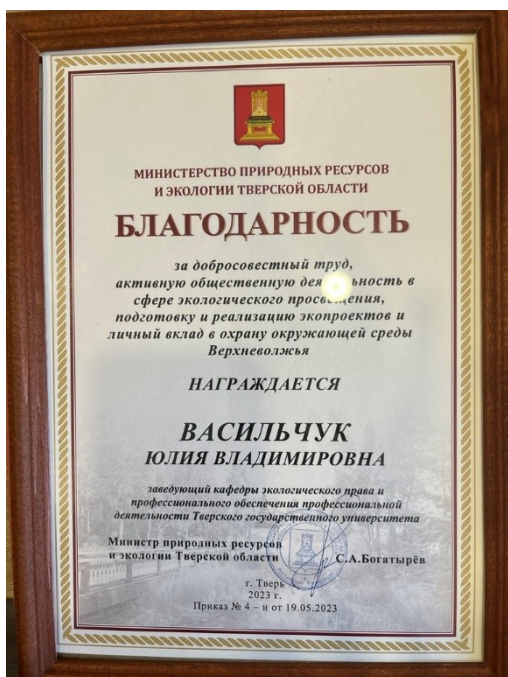 МИНИСТЕРСТВО ПРИРОДНЫХ РЕСУРСОВ
И ЭКОЛОГИИ ТВЕРСКОЙ ОБЛАСТИ
БЛАГОДАРНОСТЬ
за добросовестный труд,
активную общественную деятельность в
сфере экологического просвещения,
подготовку и реализацию экопроектов и
личный вклад в охрану окружающей среды
Верхневолжья
НАГРАЖДАЕТСЯ
ВАСИЛЬЧУК
ЮЛИЯ ВЛАДИМИРОВНА
заведующий кафедры экологического права и
профессионального обеспечения профессиональной
деятельности Тверского государственного университета
Министр природных ресурсов
и экологии Тверской области С.А.Богатырёв
г. Тверь
2023 г.
Приказ № 4 – н от 19.05.2023